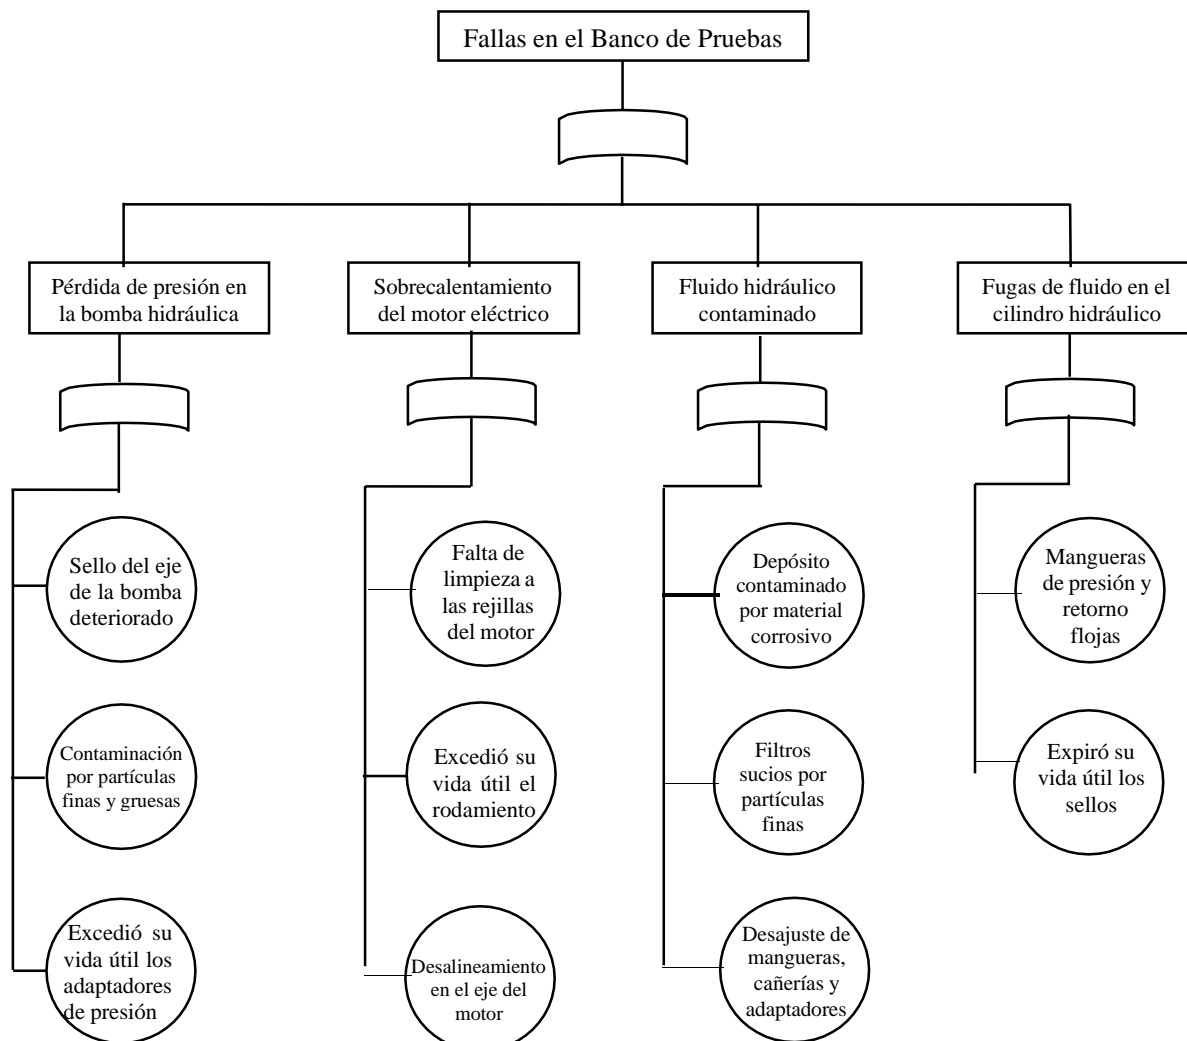 Fallas en el Banco de Pruebas
Pérdida de presión en
la bomba hidráulica
Sobrecalentamiento
del motor eléctrico
Fluido hidráulico
contaminado
Fugas de fluido en el
cilindro hidráulico
Sello del eje
de la bomba
deteriorado
Contaminación
por partículas
finas y gruesas
Excedió su
vida útil los
adaptadores
de presión
Falta de
limpieza a
las rejillas
del motor
Excedió su
vida útil el
rodamiento
Desalineamiento
en el eje del
motor
Depósito
contaminado
por material
corrosivo
Filtros
sucios por
partículas
finas
Desajuste de
mangueras,
cañerías y
adaptadores
Mangueras
de presión y
retorno
flojas
Expiró su
vida útil los
sellos